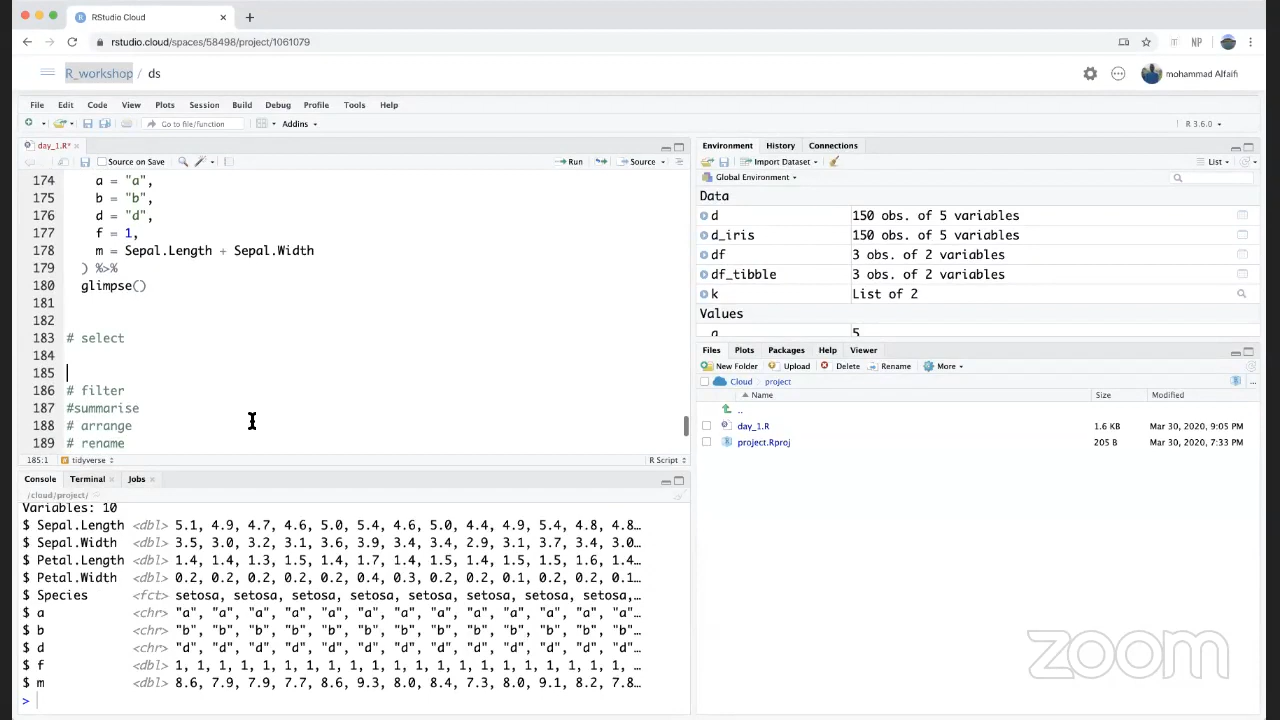 RStudio Cloud
rstudio.cloud/spaces/58498/project/1061079
NP
R_workshop / ds
mohammad Alfaifi
File Edit Code View Plots Session Build Debug Profile Tools Help
Go to file/function
Addins
R 3.6.0
day_1.R*
Source on Save
Run
Source
174 a = "a",
175 b = "b",
176 d = "d",
177 f = 1,
178 m = Sepal.Length + Sepal.Width
179 ) %>%
180 glimpse()
181
182
183 # select
184
185
186 # filter
187 #summarise
188 # arrange
189 # rename
185:1 tidyverse
R Script
Console Terminal Jobs
/cloud/project/
Variables: 10
$ Sepal.Length <dbl> 5.1, 4.9, 4.7, 4.6, 5.0, 5.4, 4.6, 5.0, 4.4, 4.9, 5.4, 4.8, 4.8…
$ Sepal.Width <dbl> 3.5, 3.0, 3.2, 3.1, 3.6, 3.9, 3.4, 3.4, 2.9, 3.1, 3.7, 3.4, 3.0…
$ Petal.Length <dbl> 1.4, 1.4, 1.3, 1.5, 1.4, 1.7, 1.4, 1.5, 1.4, 1.5, 1.5, 1.6, 1.4…
$ Petal.Width <dbl> 0.2, 0.2, 0.2, 0.2, 0.2, 0.4, 0.3, 0.2, 0.2, 0.1, 0.2, 0.2, 0.1…
$ Species <fct> setosa, setosa, setosa, setosa, setosa, setosa, setosa, setosa,…
$ a <chr> "a", "a", "a", "a", "a", "a", "a", "a", "a", "a", "a", "a", "a"…
$ b <chr> "b", "b", "b", "b", "b", "b", "b", "b", "b", "b", "b", "b", "b"…
$ d <chr> "d", "d", "d", "d", "d", "d", "d", "d", "d", "d", "d", "d", "d"…
$ f <dbl> 1, 1, 1, 1, 1, 1, 1, 1, 1, 1, 1, 1, 1, 1, 1, 1, 1, 1, 1, 1, 1, …
$ m <dbl> 8.6, 7.9, 7.9, 7.7, 8.6, 9.3, 8.0, 8.4, 7.3, 8.0, 9.1, 8.2, 7.8…
>
Environment History Connections
Import Dataset
List
Global Environment
Data
d 150 obs. of 5 variables
d_iris 150 obs. of 5 variables
df 3 obs. of 2 variables
df_tibble 3 obs. of 2 variables
k List of 2
Values
a 5
Files Plots Packages Help Viewer
New Folder Upload Delete Rename More
Cloud project
Name Size Modified
..
day_1.R 1.6 KB Mar 30, 2020, 9:05 PM
project.Rproj 205 B Mar 30, 2020, 7:33 PM
zoom